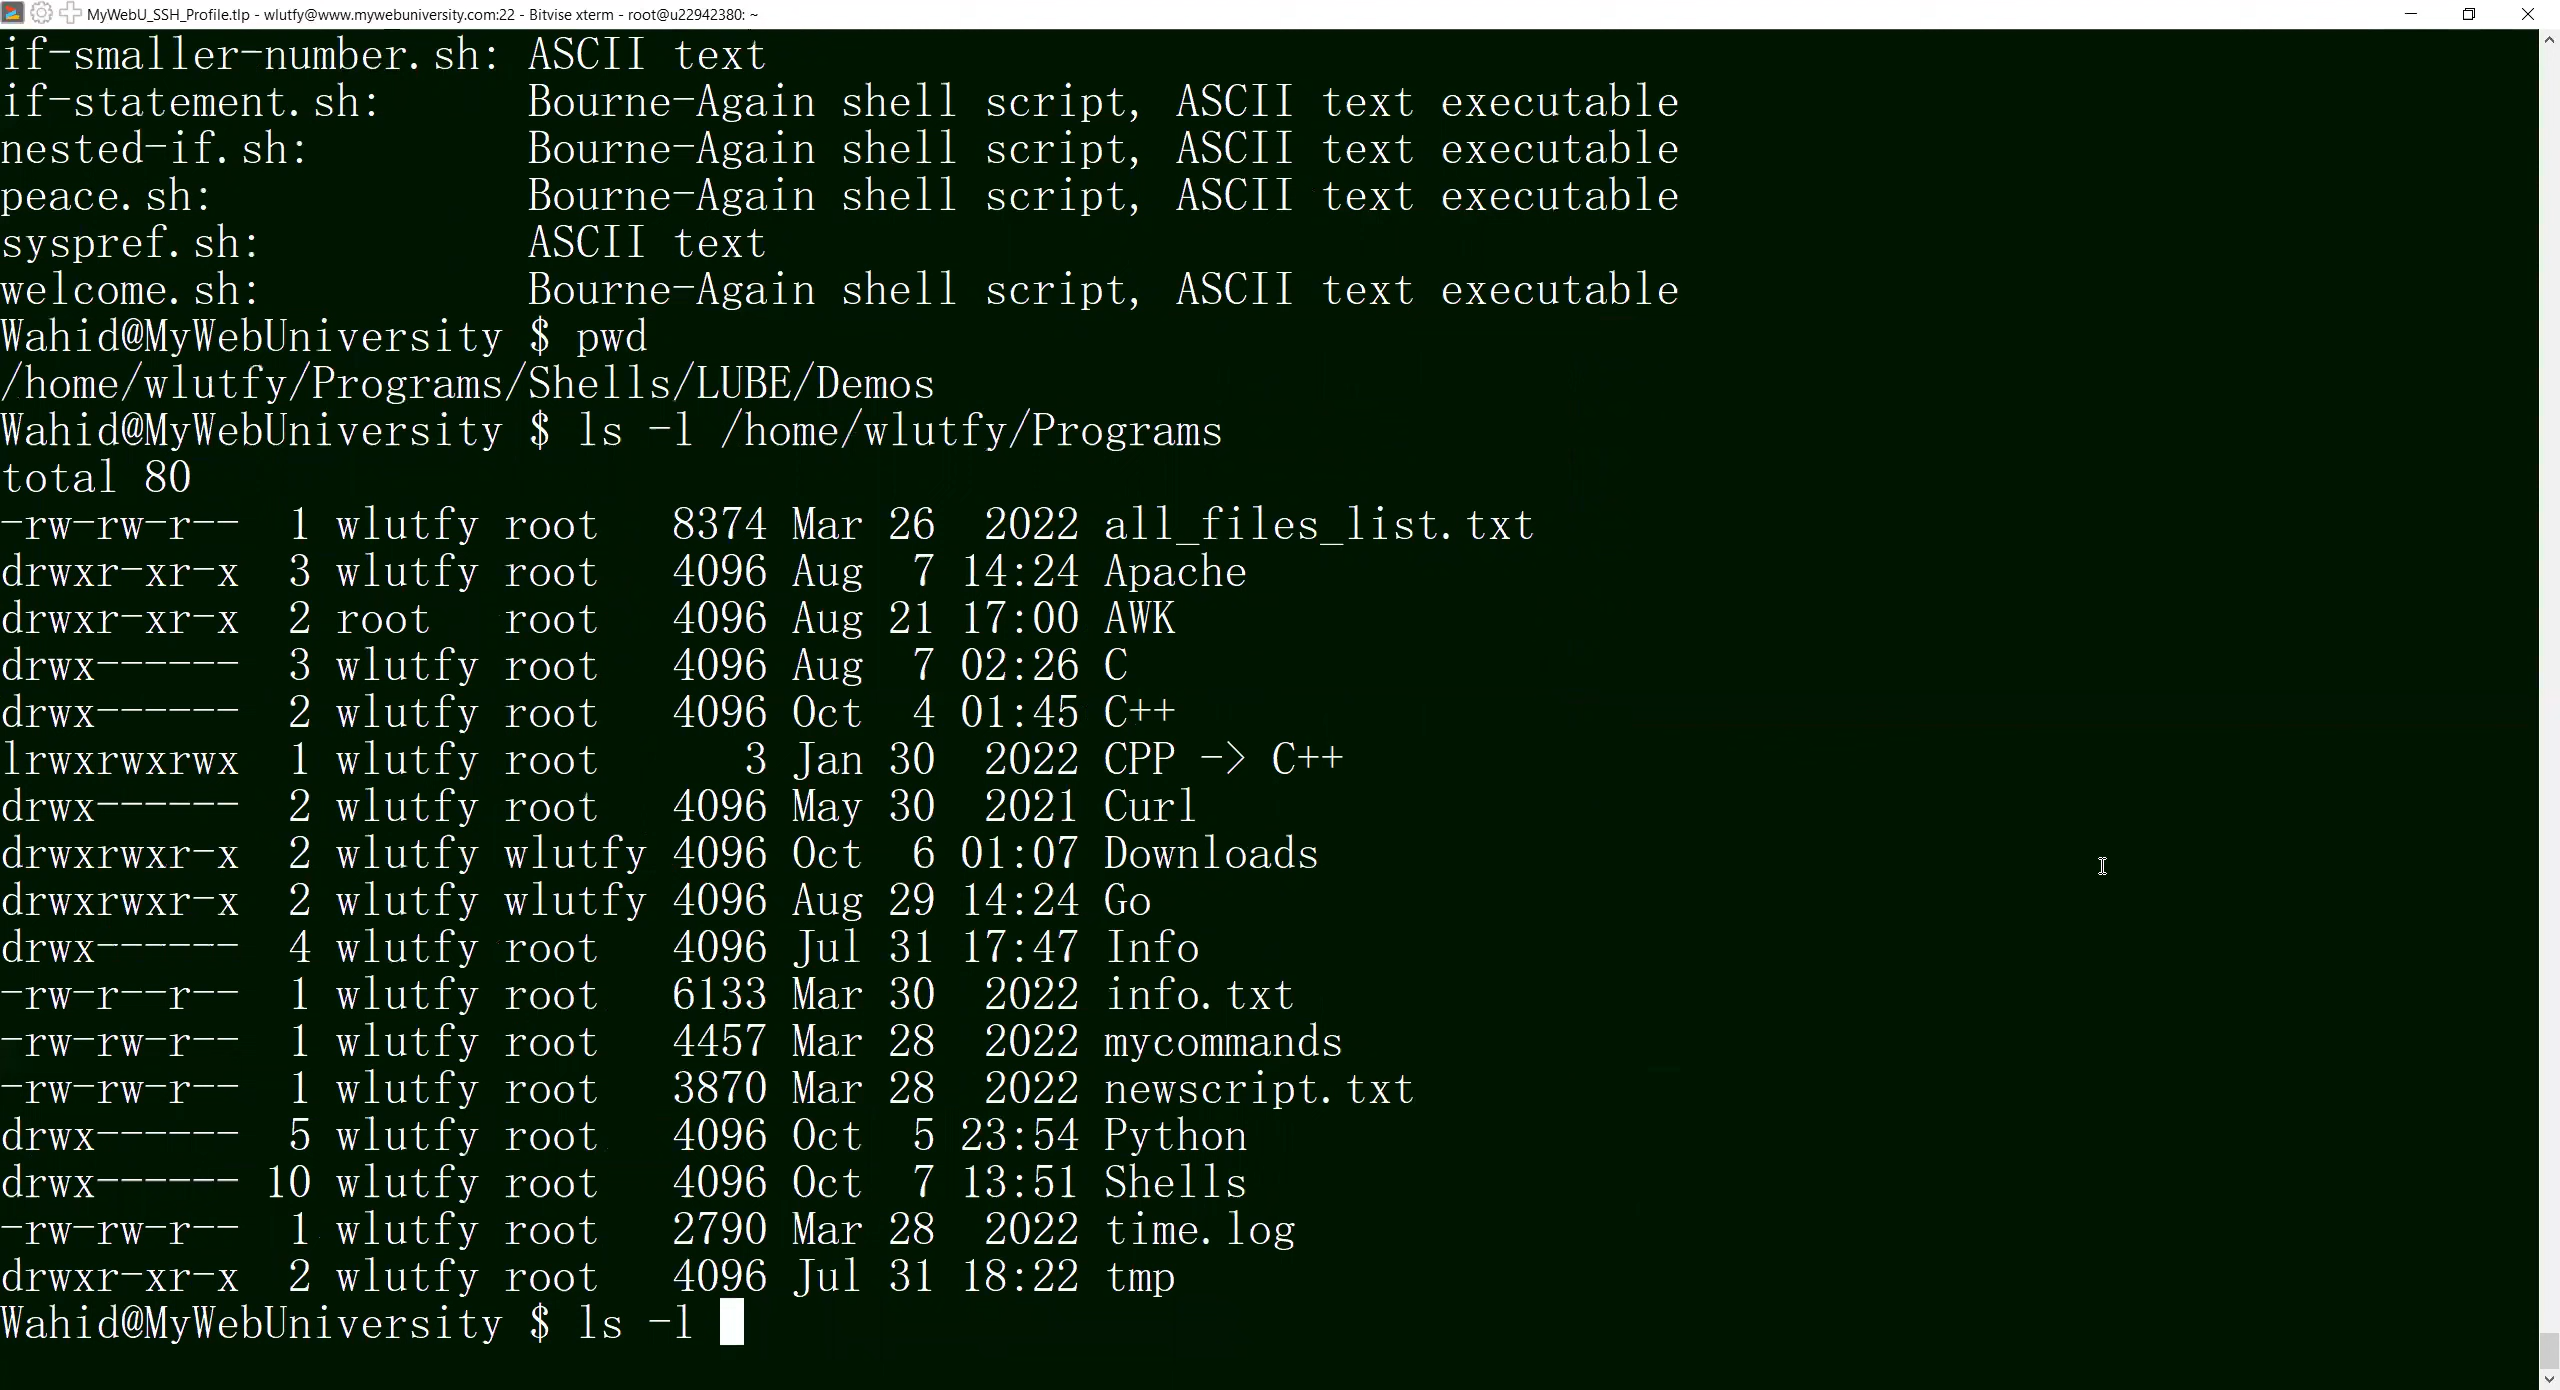 MyWebU_SSH_Profile.tlp - wlutfy@www.mywebuniversity.com:22 - Bitvise xterm - root@u22942380: ~
if-smaller-number.sh: ASCII text
if-statement.sh:      Bourne-Again shell script, ASCII text executable
nested-if.sh:         Bourne-Again shell script, ASCII text executable
peace.sh:             Bourne-Again shell script, ASCII text executable
syspref.sh:           ASCII text
welcome.sh:           Bourne-Again shell script, ASCII text executable
Wahid@MyWebUniversity $ pwd
/home/wlutfy/Programs/Shells/LUBE/Demos
Wahid@MyWebUniversity $ ls -l /home/wlutfy/Programs
total 80
-rw-rw-r--  1 wlutfy root   8374 Mar 26  2022 all_files_list.txt
drwxr-xr-x  3 wlutfy root   4096 Aug  7 14:24 Apache
drwxr-xr-x  2 root   root   4096 Aug 21 17:00 AWK
drwx------  3 wlutfy root   4096 Aug  7 02:26 C
drwx------  2 wlutfy root   4096 Oct  4 01:45 C++
lrwxrwxrwx  1 wlutfy root      3 Jan 30  2022 CPP -> C++
drwx------  2 wlutfy root   4096 May 30  2021 Curl
drwxrwxr-x  2 wlutfy wlutfy 4096 Oct  6 01:07 Downloads
drwxrwxr-x  2 wlutfy wlutfy 4096 Aug 29 14:24 Go
drwx------  4 wlutfy root   4096 Jul 31 17:47 Info
-rw-r--r--  1 wlutfy root   6133 Mar 30  2022 info.txt
-rw-rw-r--  1 wlutfy root   4457 Mar 28  2022 mycommands
-rw-rw-r--  1 wlutfy root   3870 Mar 28  2022 newscript.txt
drwx------  5 wlutfy root   4096 Oct  5 23:54 Python
drwx------ 10 wlutfy root   4096 Oct  7 13:51 Shells
-rw-rw-r--  1 wlutfy root   2790 Mar 28  2022 time.log
drwxr-xr-x  2 wlutfy root   4096 Jul 31 18:22 tmp
Wahid@MyWebUniversity $ ls -l